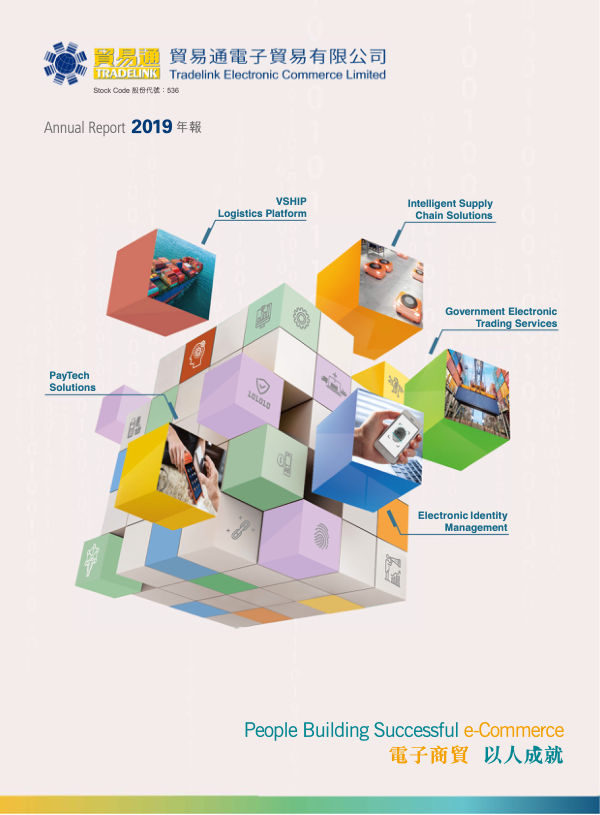 貿易通
TRADELINK
貿易通電子貿易有限公司
Tradelink Electronic Commerce Limited
Stock Code 股份代號：536
Annual Report 2019 年報
VSHIP
Logistics Platform
Intelligent Supply
Chain Solutions
Government Electronic
Trading Services
PayTech
Solutions
101010
Electronic Identity
Management
People Building Successful e-Commerce
電子商貿 以人成就